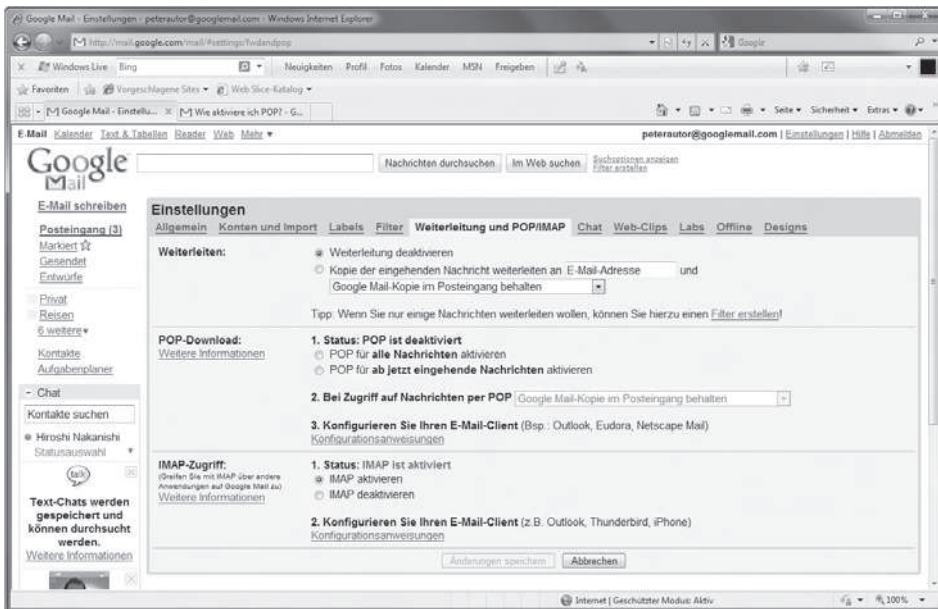 Google Mail - Einstellungen - peterautor@googlemail.com - Windows Internet Explorer
http://mail.google.com/mail/#settings/fwdandpop
Google
Windows Live Bing Neuigkeiten Profil Fotos Kalender MSN Freigeben
Favoriten Vorgeschlagene Sites Web Slice-Katalog
Google Mail - Einstellu... Wie aktiviere ich POP? - G... Seite Sicherheit Extras
E-Mail Kalender Text & Tabellen Reader Web Mehr peterautor@googlemail.com | Einstellungen | Hilfe | Abmelden
Google Mail
Nachrichten durchsuchen Im Web suchen Suchoptionen anzeigen
Filter erstellen
E-Mail schreiben
Posteingang (3)
Markiert
Gesendet
Entwürfe
Privat
Reisen
6 weitere
Kontakte
Aufgabenplaner
- Chat
Kontakte suchen
Hiroshi Nakanishi
Statusauswahl
talk
Text-Chats werden
gespeichert und
können durchsucht
werden.
Weitere Informationen
Einstellungen
Allgemein Konten und Import Labels Filter Weiterleitung und POP/IMAP Chat Web-Clips Labs Offline Designs
Weiterleiten:
Weiterleitung deaktivieren
Kopie der eingehenden Nachricht weiterleiten an E-Mail-Adresse und
Google Mail-Kopie im Posteingang behalten
Tipp: Wenn Sie nur einige Nachrichten weiterleiten wollen, können Sie hierzu einen Filter erstellen!
POP-Download:
Weitere Informationen
1. Status: POP ist deaktiviert
POP für alle Nachrichten aktivieren
POP für ab jetzt eingehende Nachrichten aktivieren
2. Bei Zugriff auf Nachrichten per POP Google Mail-Kopie im Posteingang behalten
3. Konfigurieren Sie Ihren E-Mail-Client (Bsp.: Outlook, Eudora, Netscape Mail)
Konfigurationsanweisungen
IMAP-Zugriff:
(Greifen Sie mit IMAP über andere
Anwendungen auf Google Mail zu)
Weitere Informationen
1. Status: IMAP ist aktiviert
IMAP aktivieren
IMAP deaktivieren
2. Konfigurieren Sie Ihren E-Mail-Client (z.B. Outlook, Thunderbird, iPhone)
Konfigurationsanweisungen
Änderungen speichern Abbrechen
Internet | Geschützter Modus: Aktiv 100%